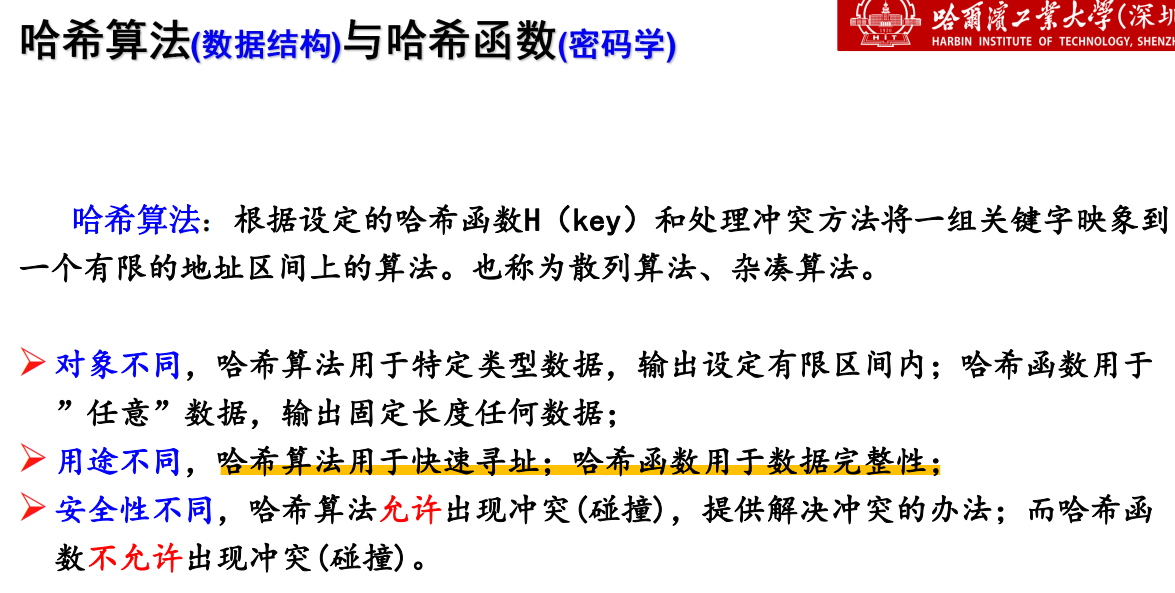 哈希算法(数据结构)与哈希函数(密码学)
哈爾濱工業大學(深圳
HARBIN INSTITUTE OF TECHNOLOGY, SHENZH
HIT
哈希算法：根据设定的哈希函数H（key）和处理冲突方法将一组关键字映象到
一个有限的地址区间上的算法。也称为散列算法、杂凑算法。
对象不同，哈希算法用于特定类型数据，输出设定有限区间内；哈希函数用于
”任意”数据，输出固定长度任何数据；
用途不同，哈希算法用于快速寻址；哈希函数用于数据完整性；
安全性不同，哈希算法允许出现冲突(碰撞)，提供解决冲突的办法；而哈希函
数不允许出现冲突(碰撞)。